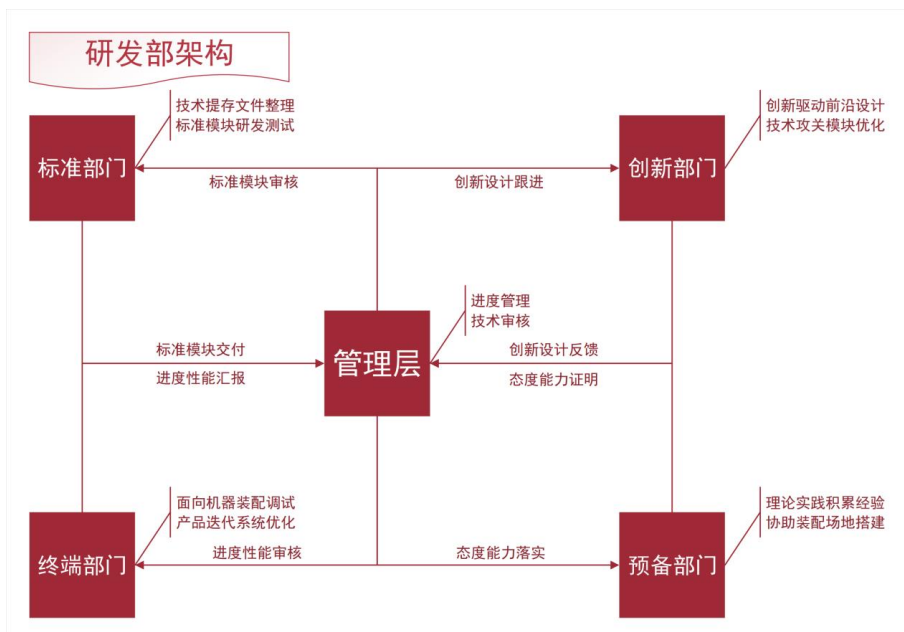 研发部架构
技术提存文件整理
标准模块研发测试
创新驱动前沿设计
技术攻关模块优化
标准部门
创新部门
标准模块审核
创新设计跟进
进度管理
技术审核
管理层
标准模块交付
进度性能汇报
创新设计反馈
态度能力证明
面向机器装配调试
产品迭代系统优化
理论实践积累经验
协助装配场地搭建
终端部门
进度性能审核
态度能力落实
预备部门